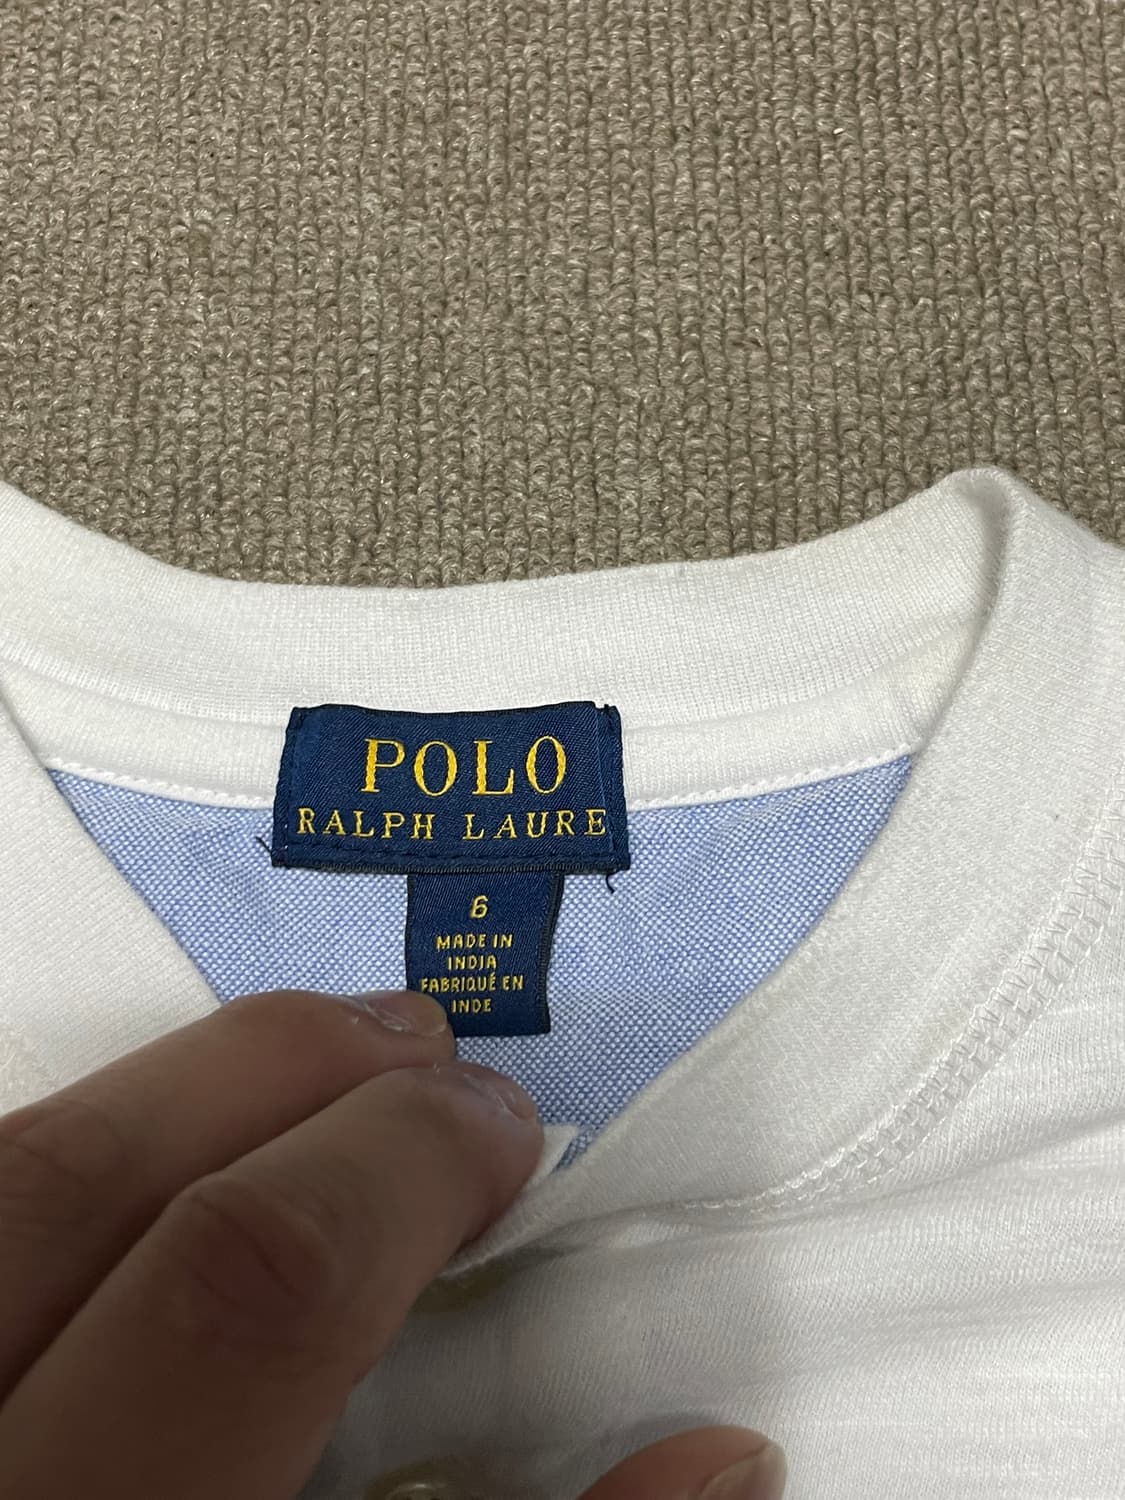 POLO
RALPH LAURE
6
MADE IN
INDIA
FABRIQUÉ EN
INDE